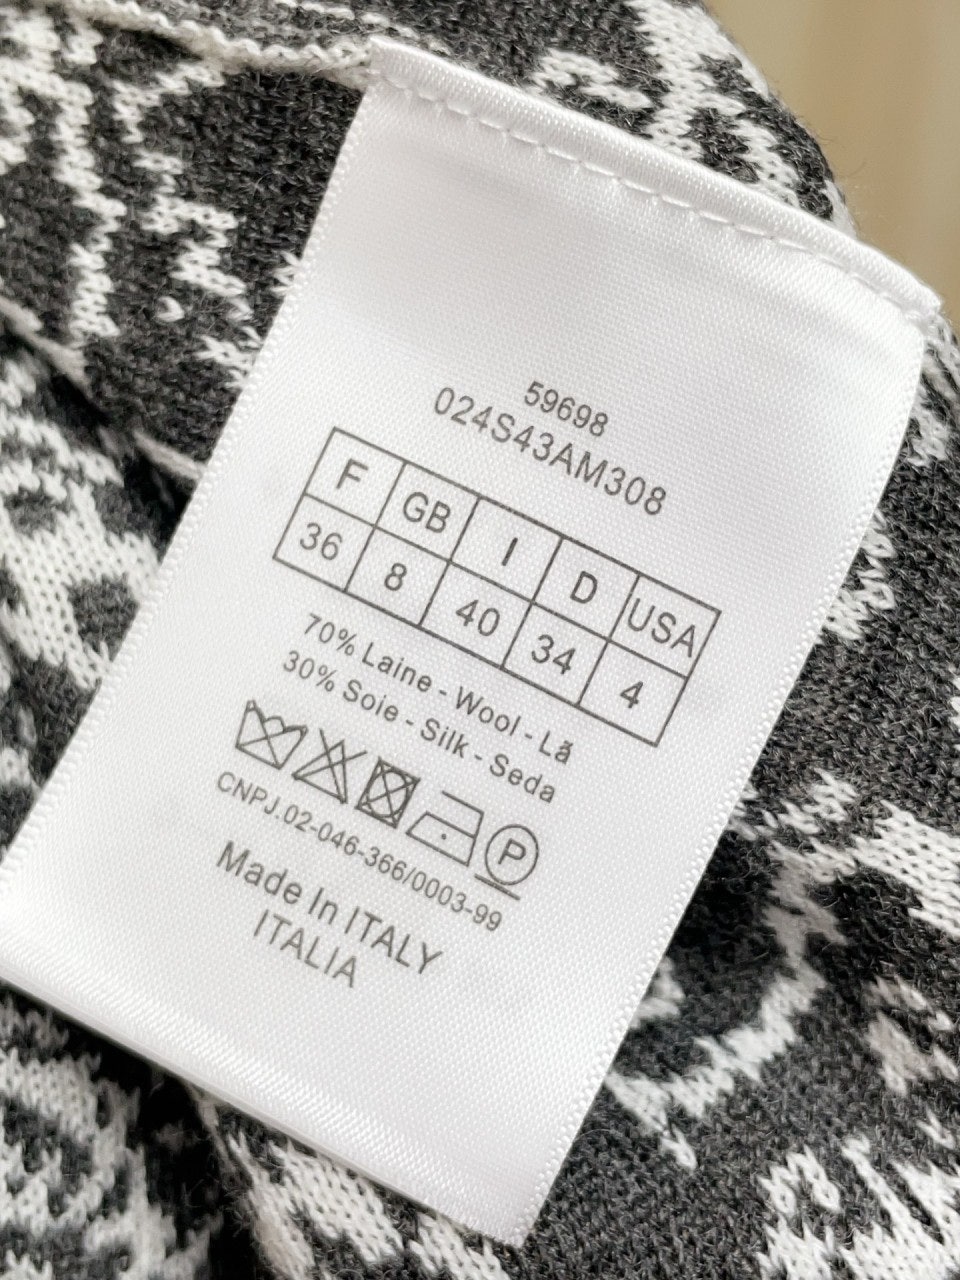 59698
024S43AM308
F GB I D USA
36 8 40 34 4
70% Laine - Wool - Lã
30% Soie - Silk - Seda
P
CNPJ.02-046-366/0003-99
Made In ITALY
ITALIA